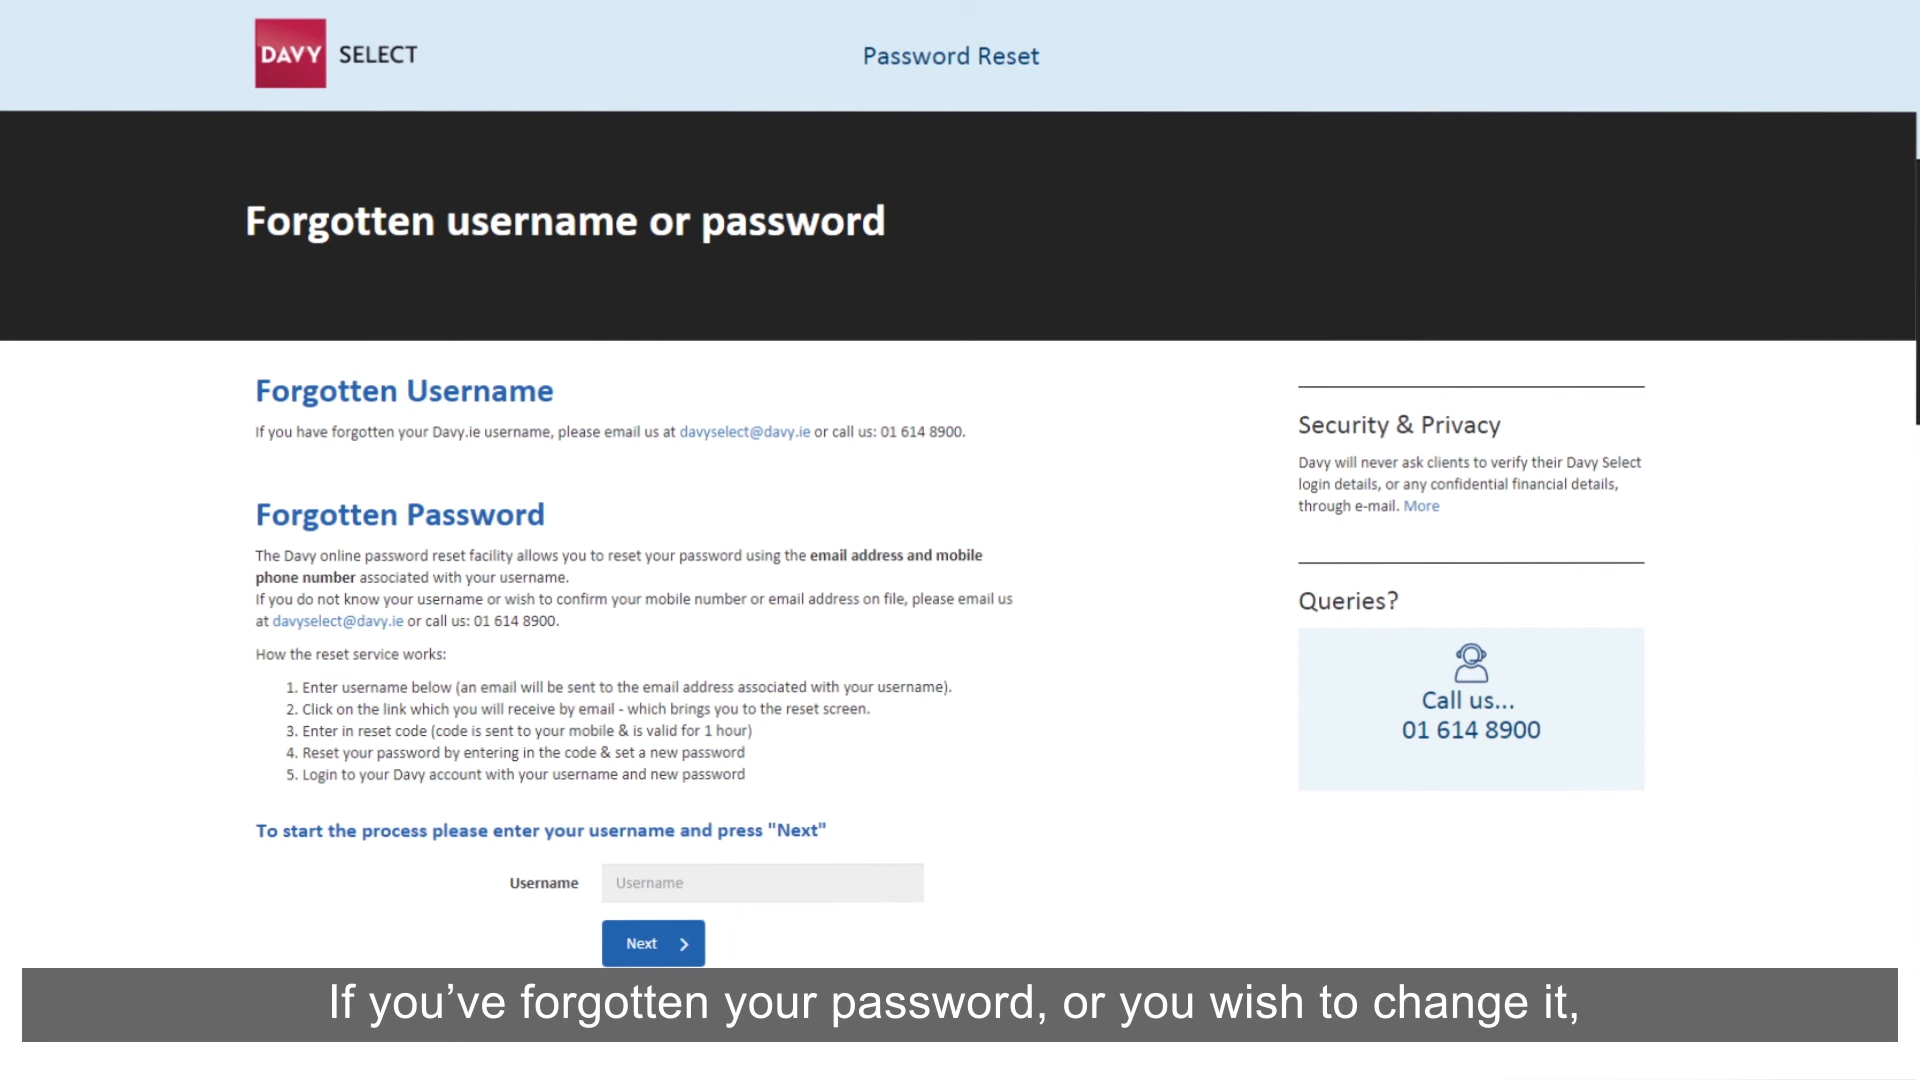 DAVY SELECT
Password Reset
Forgotten username or password
Forgotten Username
If you have forgotten your Davy.ie username, please email us at davyselect@davy.ie or call us: 01 614 8900.
Forgotten Password
The Davy online password reset facility allows you to reset your password using the email address and mobile
phone number associated with your username.
If you do not know your username or wish to confirm your mobile number or email address on file, please email us
at davyselect@davy.ie or call us: 01 614 8900.
How the reset service works:
1. Enter username below (an email will be sent to the email address associated with your username).
2. Click on the link which you will receive by email - which brings you to the reset screen.
3. Enter in reset code (code is sent to your mobile & is valid for 1 hour)
4. Reset your password by entering in the code & set a new password
5. Login to your Davy account with your username and new password
To start the process please enter your username and press "Next"
Username Username
Next
Security & Privacy
Davy will never ask clients to verify their Davy Select
login details, or any confidential financial details,
through e-mail. More
Queries?
Call us...
01 614 8900
If you’ve forgotten your password, or you wish to change it,